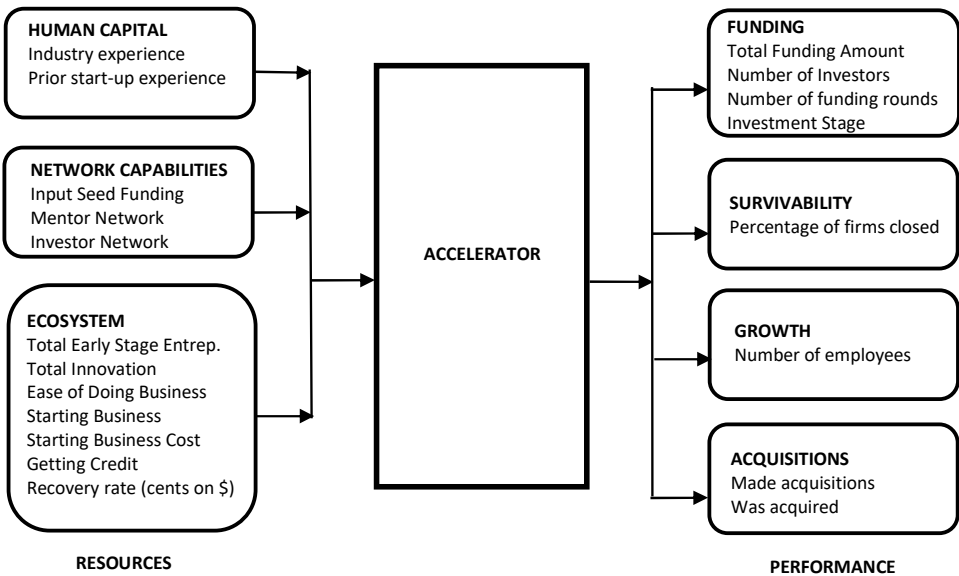 HUMAN CAPITAL
Industry experience
Prior start-up experience
NETWORK CAPABILITIES
Input Seed Funding
Mentor Network
Investor Network
ECOSYSTEM
Total Early Stage Entrep.
Total Innovation
Ease of Doing Business
Starting Business
Starting Business Cost
Getting Credit
Recovery rate (cents on $)
RESOURCES
ACCELERATOR
FUNDING
Total Funding Amount
Number of Investors
Number of funding rounds
Investment Stage
SURVIVABILITY
Percentage of firms closed
GROWTH
Number of employees
ACQUISITIONS
Made acquisitions
Was acquired
PERFORMANCE